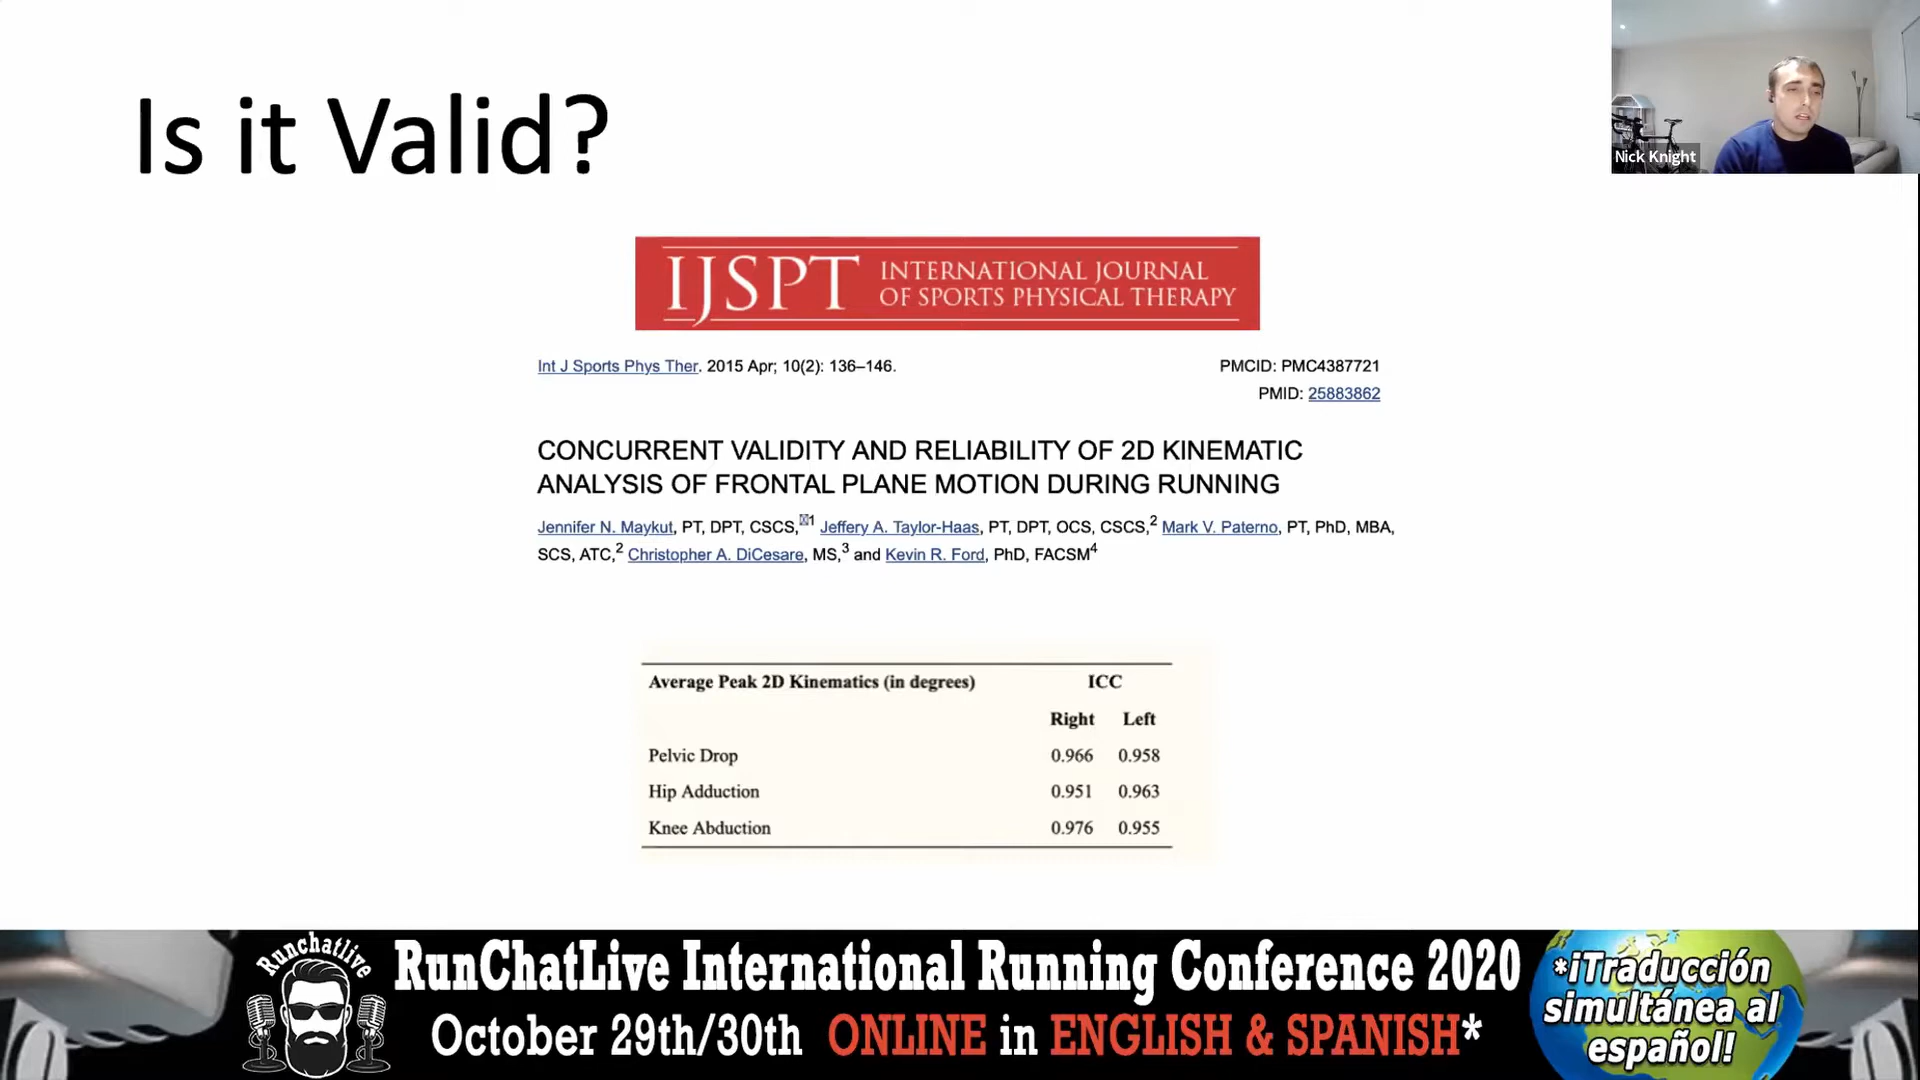 Is it Valid?
Nick Knight
IJSPT INTERNATIONAL JOURNAL
OF SPORTS PHYSICAL THERAPY
Int J Sports Phys Ther. 2015 Apr; 10(2): 136–146.
PMCID: PMC4387721
PMID: 25883862
CONCURRENT VALIDITY AND RELIABILITY OF 2D KINEMATIC
ANALYSIS OF FRONTAL PLANE MOTION DURING RUNNING
Jennifer N. Maykut, PT, DPT, CSCS,1 Jeffery A. Taylor-Haas, PT, DPT, OCS, CSCS,2 Mark V. Paterno, PT, PhD, MBA,
SCS, ATC,2 Christopher A. DiCesare, MS,3 and Kevin R. Ford, PhD, FACSM4
Average Peak 2D Kinematics (in degrees) ICC
Right Left
Pelvic Drop 0.966 0.958
Hip Adduction 0.951 0.963
Knee Abduction 0.976 0.955
Runchatlive
RunChatLive International Running Conference 2020
October 29th/30th ONLINE in ENGLISH & SPANISH*
*¡Traducción
simultánea al
español!